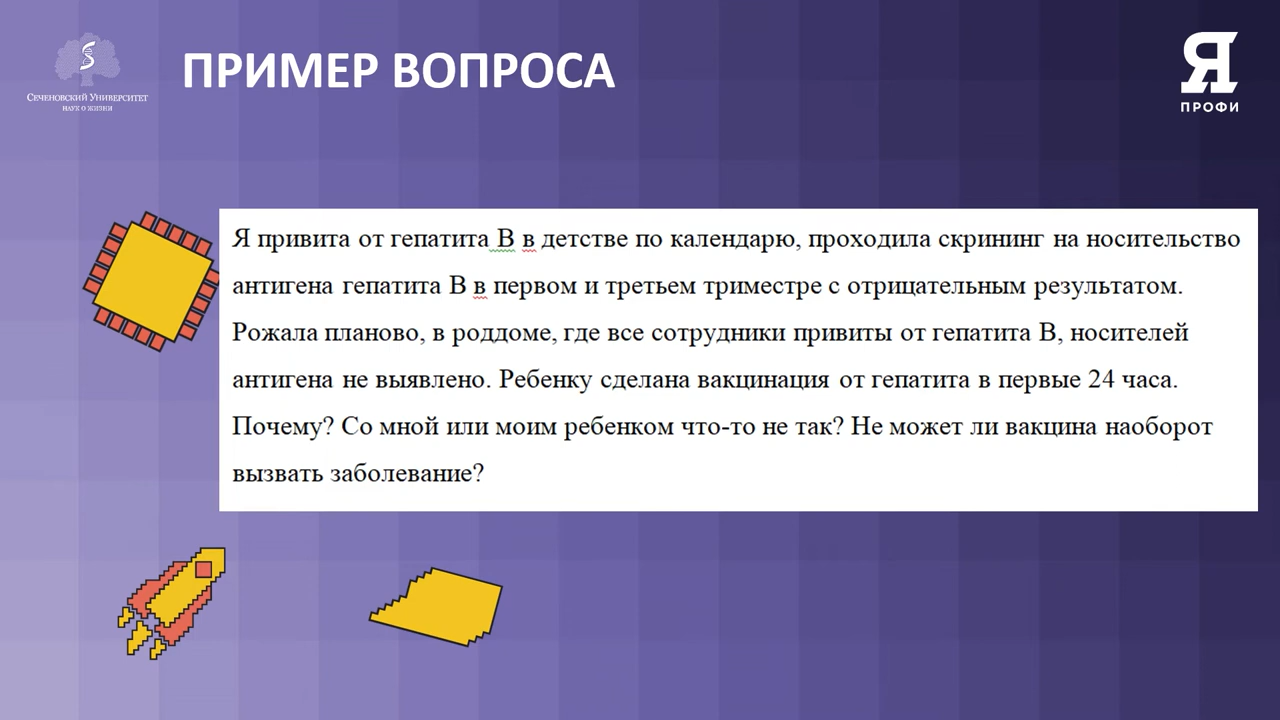 Сеченовский Университет
наук о жизни
ПРИМЕР ВОПРОСА
Я
ПРОФИ
Я привита от гепатита В в детстве по календарю, проходила скрининг на носительство
антигена гепатита В в первом и третьем триместре с отрицательным результатом.
Рожала планово, в роддоме, где все сотрудники привиты от гепатита В, носителей
антигена не выявлено. Ребенку сделана вакцинация от гепатита в первые 24 часа.
Почему? Со мной или моим ребенком что-то не так? Не может ли вакцина наоборот
вызвать заболевание?